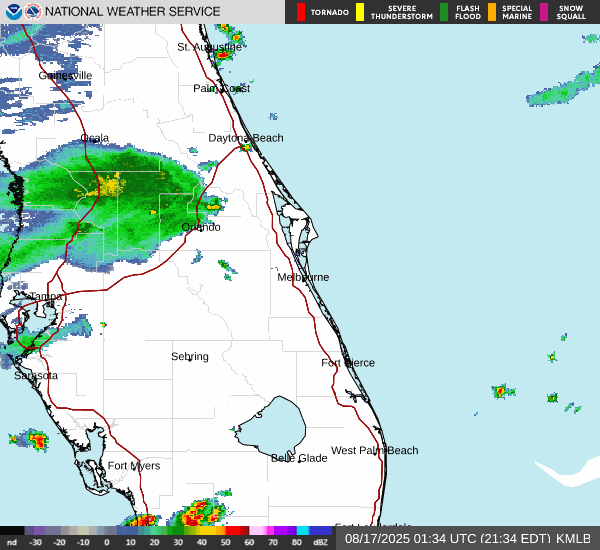 NATIONAL WEATHER SERVICE
TORNADO
SEVERE THUNDERSTORM
FLASH FLOOD
SPECIAL MARINE
SNOW SQUALL
St. Augustine
Gainesville
Palm Coast
Ocala
Daytona Beach
Orlando
Melbourne
Tampa
Sebring
Fort Pierce
Sarasota
West Palm Beach
Belle Glade
Fort Myers
Fort Lauderdale
nd -30 -20 -10 0 10 20 30 40 50 60 70 80 dBZ
08/17/2025 01:34 UTC (21:34 EDT) KMLB